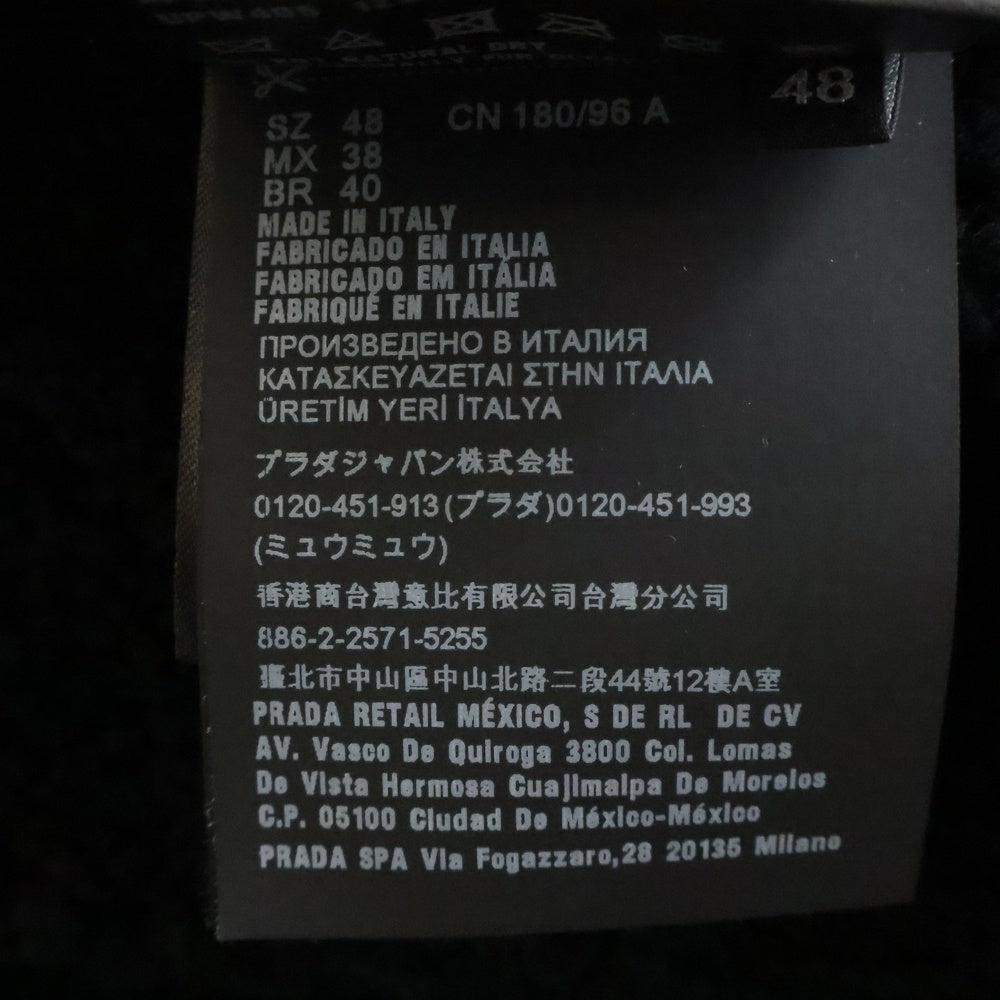 UPW405
NATURAL DRY
48
SZ 48 CN 180/96 A
MX 38
BR 40
MADE IN ITALY
FABRICADO EN ITALIA
FABRICADO EM ITÁLIA
FABRIQUÉ EN ITALIE
ПРОИЗВЕДЕНО В ИТАЛИЯ
ΚΑΤΑΣΚΕΥΑΖΕΤΑΙ ΣΤΗΝ ΙΤΑΛΙΑ
ÜRETİM YERİ İTALYA
プラダジャパン株式会社
0120-451-913(プラダ)0120-451-993
(ミュウミュウ)
香港商台灣意比有限公司台灣分公司
886-2-2571-5255
臺北市中山區中山北路二段44號12樓A室
PRADA RETAIL MÉXICO, S DE RL DE CV
AV. Vasco De Quiroga 3800 Col. Lomas
De Vista Hermosa Cuajimalpa De Morelos
C.P. 05100 Ciudad De México-México
PRADA SPA Via Fogazzaro,28 20135 Milano